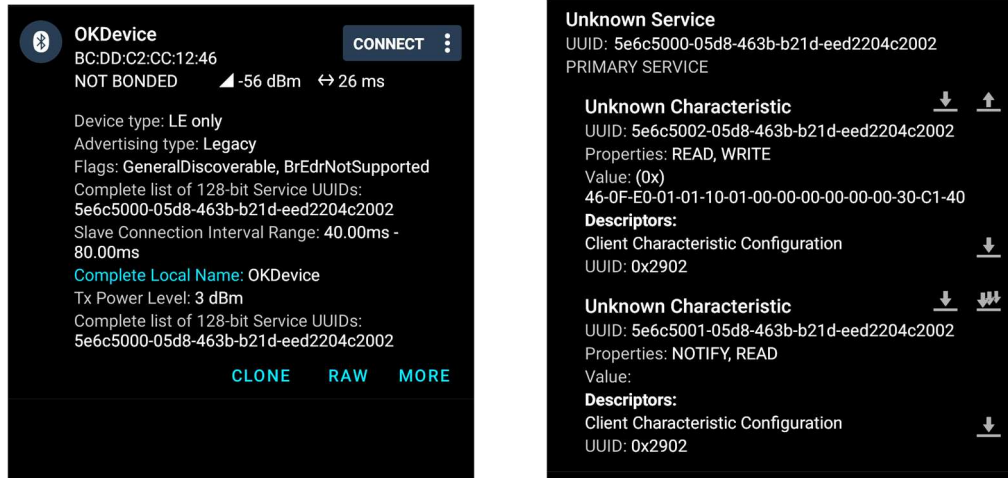 OKDevice
CONNECT
BC:DD:C2:CC:12:46
NOT BONDED -56 dBm 26 ms
Device type: LE only
Advertising type: Legacy
Flags: GeneralDiscoverable, BrEdrNotSupported
Complete list of 128-bit Service UUIDs:
5e6c5000-05d8-463b-b21d-eed2204c2002
Slave Connection Interval Range: 40.00ms -
80.00ms
Complete Local Name: OKDevice
Tx Power Level: 3 dBm
Complete list of 128-bit Service UUIDs:
5e6c5000-05d8-463b-b21d-eed2204c2002
CLONE RAW MORE
Unknown Service
UUID: 5e6c5000-05d8-463b-b21d-eed2204c2002
PRIMARY SERVICE
Unknown Characteristic
UUID: 5e6c5002-05d8-463b-b21d-eed2204c2002
Properties: READ, WRITE
Value: (0x)
46-0F-E0-01-01-10-01-00-00-00-00-00-00-30-C1-40
Descriptors:
Client Characteristic Configuration
UUID: 0x2902
Unknown Characteristic
UUID: 5e6c5001-05d8-463b-b21d-eed2204c2002
Properties: NOTIFY, READ
Value:
Descriptors:
Client Characteristic Configuration
UUID: 0x2902